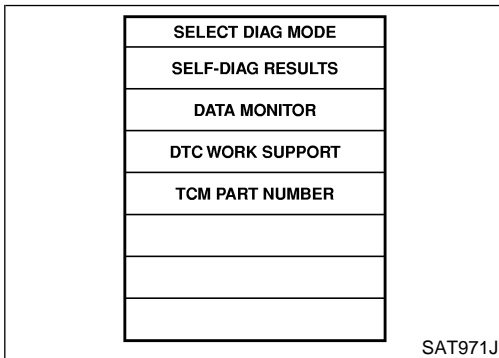 SELECT DIAG MODE
SELF-DIAG RESULTS
DATA MONITOR
DTC WORK SUPPORT
TCM PART NUMBER
SAT971J